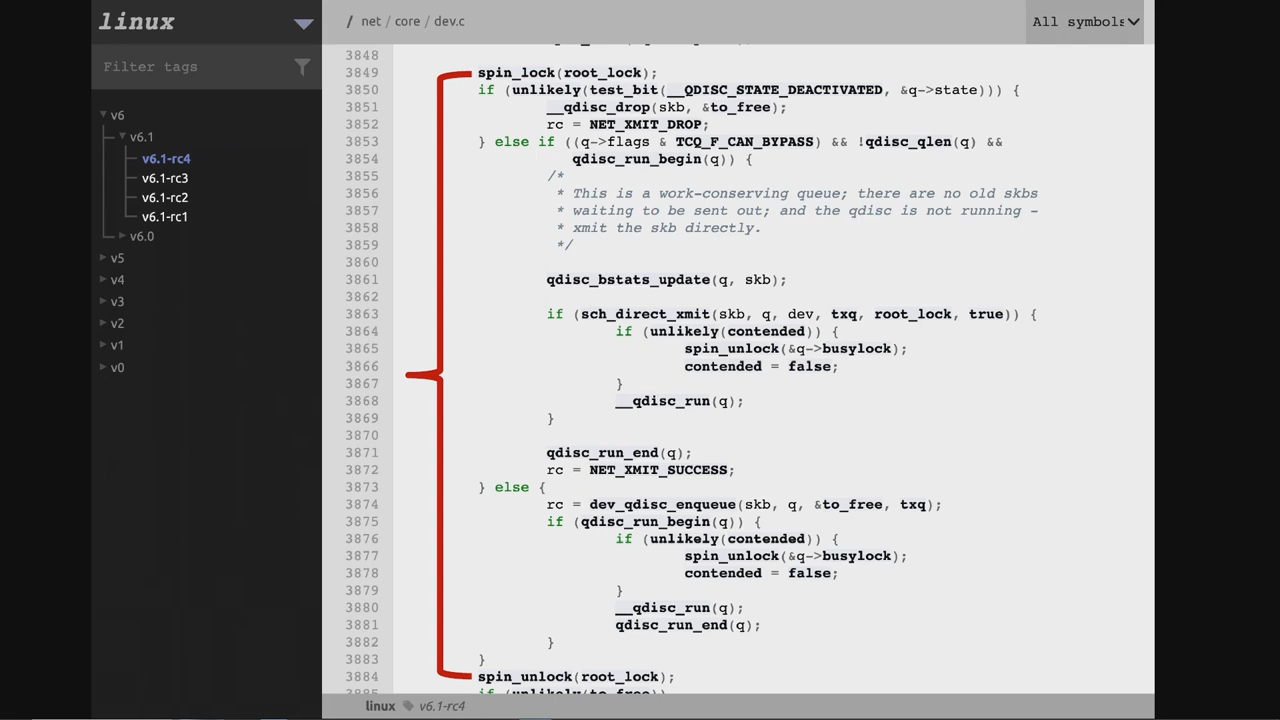 linux
/ net / core / dev.c
All symbols
Filter tags
v6
v6.1
v6.1-rc4
v6.1-rc3
v6.1-rc2
v6.1-rc1
v6.0
v5
v4
v3
v2
v1
v0
3848
3849 spin_lock(root_lock);
3850 if (unlikely(test_bit(__QDISC_STATE_DEACTIVATED, &q->state))) {
3851 __qdisc_drop(skb, &to_free);
3852 rc = NET_XMIT_DROP;
3853 } else if ((q->flags & TCQ_F_CAN_BYPASS) && !qdisc_qlen(q) &&
3854 qdisc_run_begin(q)) {
3855 /*
3856 * This is a work-conserving queue; there are no old skbs
3857 * waiting to be sent out; and the qdisc is not running -
3858 * xmit the skb directly.
3859 */
3860
3861 qdisc_bstats_update(q, skb);
3862
3863 if (sch_direct_xmit(skb, q, dev, txq, root_lock, true)) {
3864 if (unlikely(contended)) {
3865 spin_unlock(&q->busylock);
3866 contended = false;
3867 }
3868 __qdisc_run(q);
3869 }
3870
3871 qdisc_run_end(q);
3872 rc = NET_XMIT_SUCCESS;
3873 } else {
3874 rc = dev_qdisc_enqueue(skb, q, &to_free, txq);
3875 if (qdisc_run_begin(q)) {
3876 if (unlikely(contended)) {
3877 spin_unlock(&q->busylock);
3878 contended = false;
3879 }
3880 __qdisc_run(q);
3881 qdisc_run_end(q);
3882 }
3883 }
3884 spin_unlock(root_lock);
3885 if (unlikely(to_free))
linux v6.1-rc4